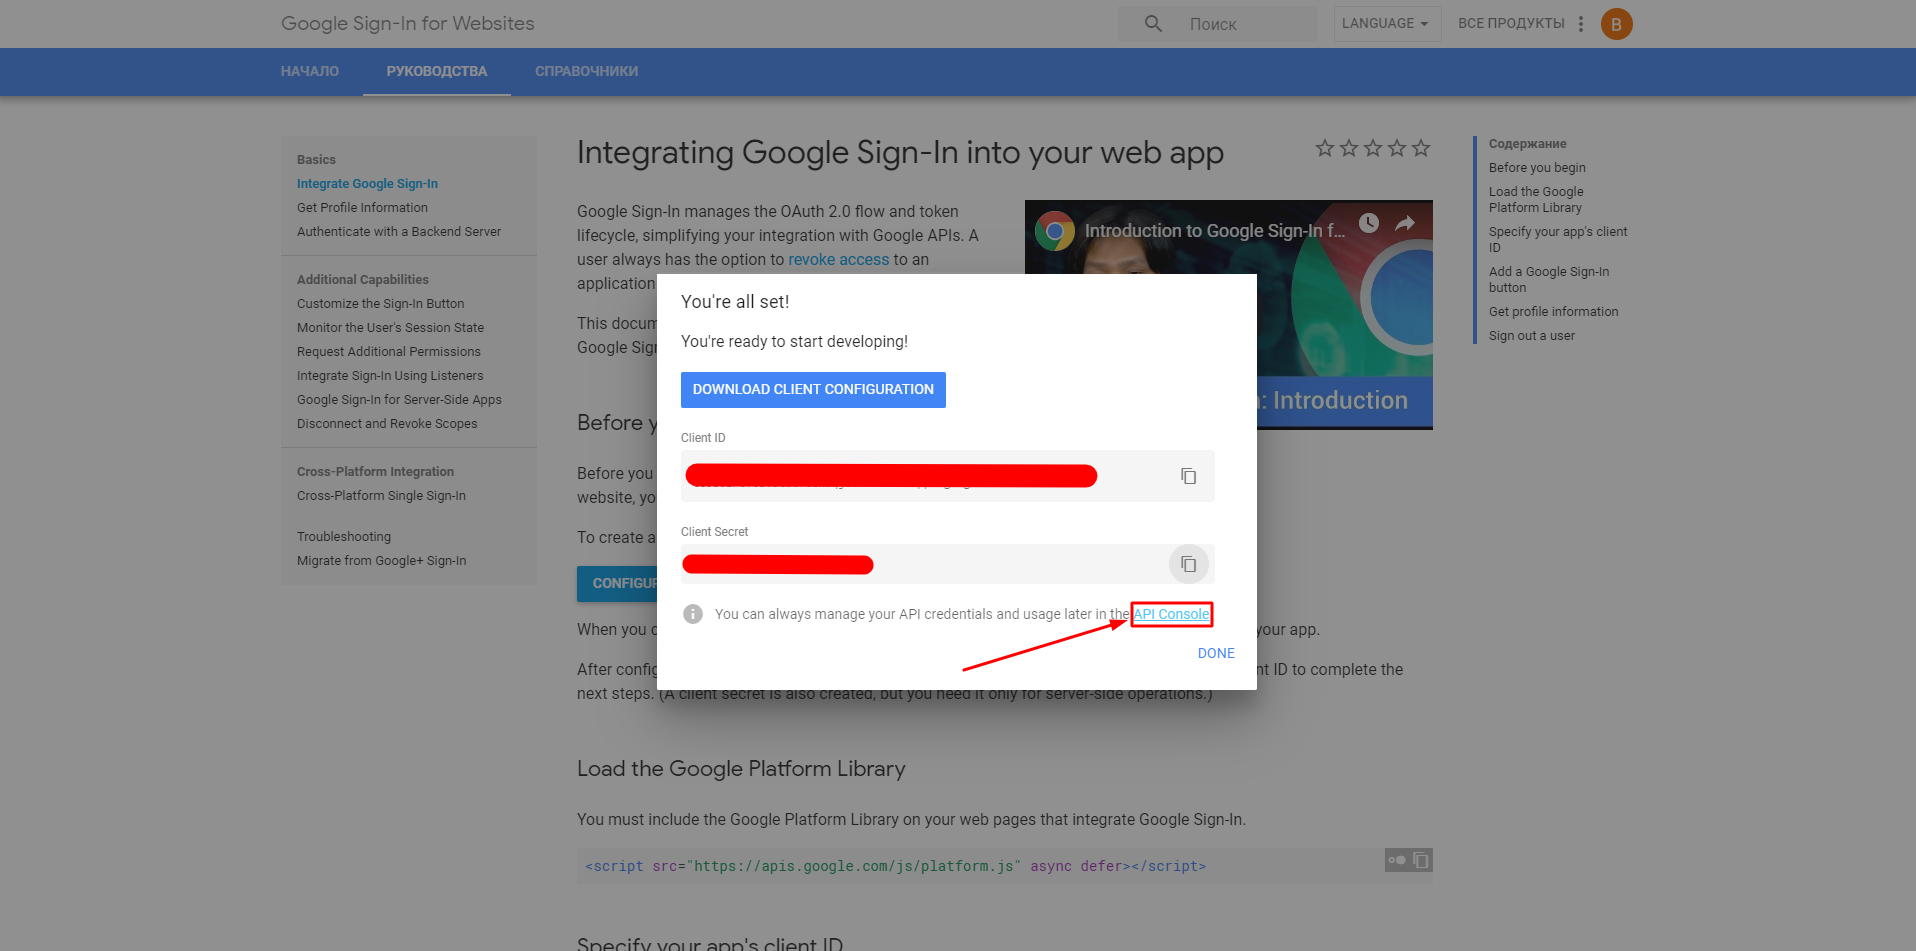 Google Sign-In for Websites
Поиск
LANGUAGE
ВСЕ ПРОДУКТЫ
B
НАЧАЛО
РУКОВОДСТВА
СПРАВОЧНИКИ
Basics
Integrate Google Sign-In
Get Profile Information
Authenticate with a Backend Server
Additional Capabilities
Customize the Sign-In Button
Monitor the User's Session State
Request Additional Permissions
Integrate Sign-In Using Listeners
Google Sign-In for Server-Side Apps
Disconnect and Revoke Scopes
Cross-Platform Integration
Cross-Platform Single Sign-In
Troubleshooting
Migrate from Google+ Sign-In
Integrating Google Sign-In into your web app
Google Sign-In manages the OAuth 2.0 flow and token
lifecycle, simplifying your integration with Google APIs. A
user always has the option to revoke access to an
application
This docum
Google Sign
Introduction to Google Sign-In f...
: Introduction
Before y
Before you
website, yo
To create a
CONFIGUR
When you c
your app.
After config
nt ID to complete the
next steps. (A client secret is also created, but you need it only for server-side operations.)
You're all set!
You're ready to start developing!
DOWNLOAD CLIENT CONFIGURATION
Client ID
Client Secret
You can always manage your API credentials and usage later in the API Console.
DONE
Load the Google Platform Library
You must include the Google Platform Library on your web pages that integrate Google Sign-In.
<script src="https://apis.google.com/js/platform.js" async defer></script>
Specify your app's client ID
Содержание
Before you begin
Load the Google
Platform Library
Specify your app's client
ID
Add a Google Sign-In
button
Get profile information
Sign out a user